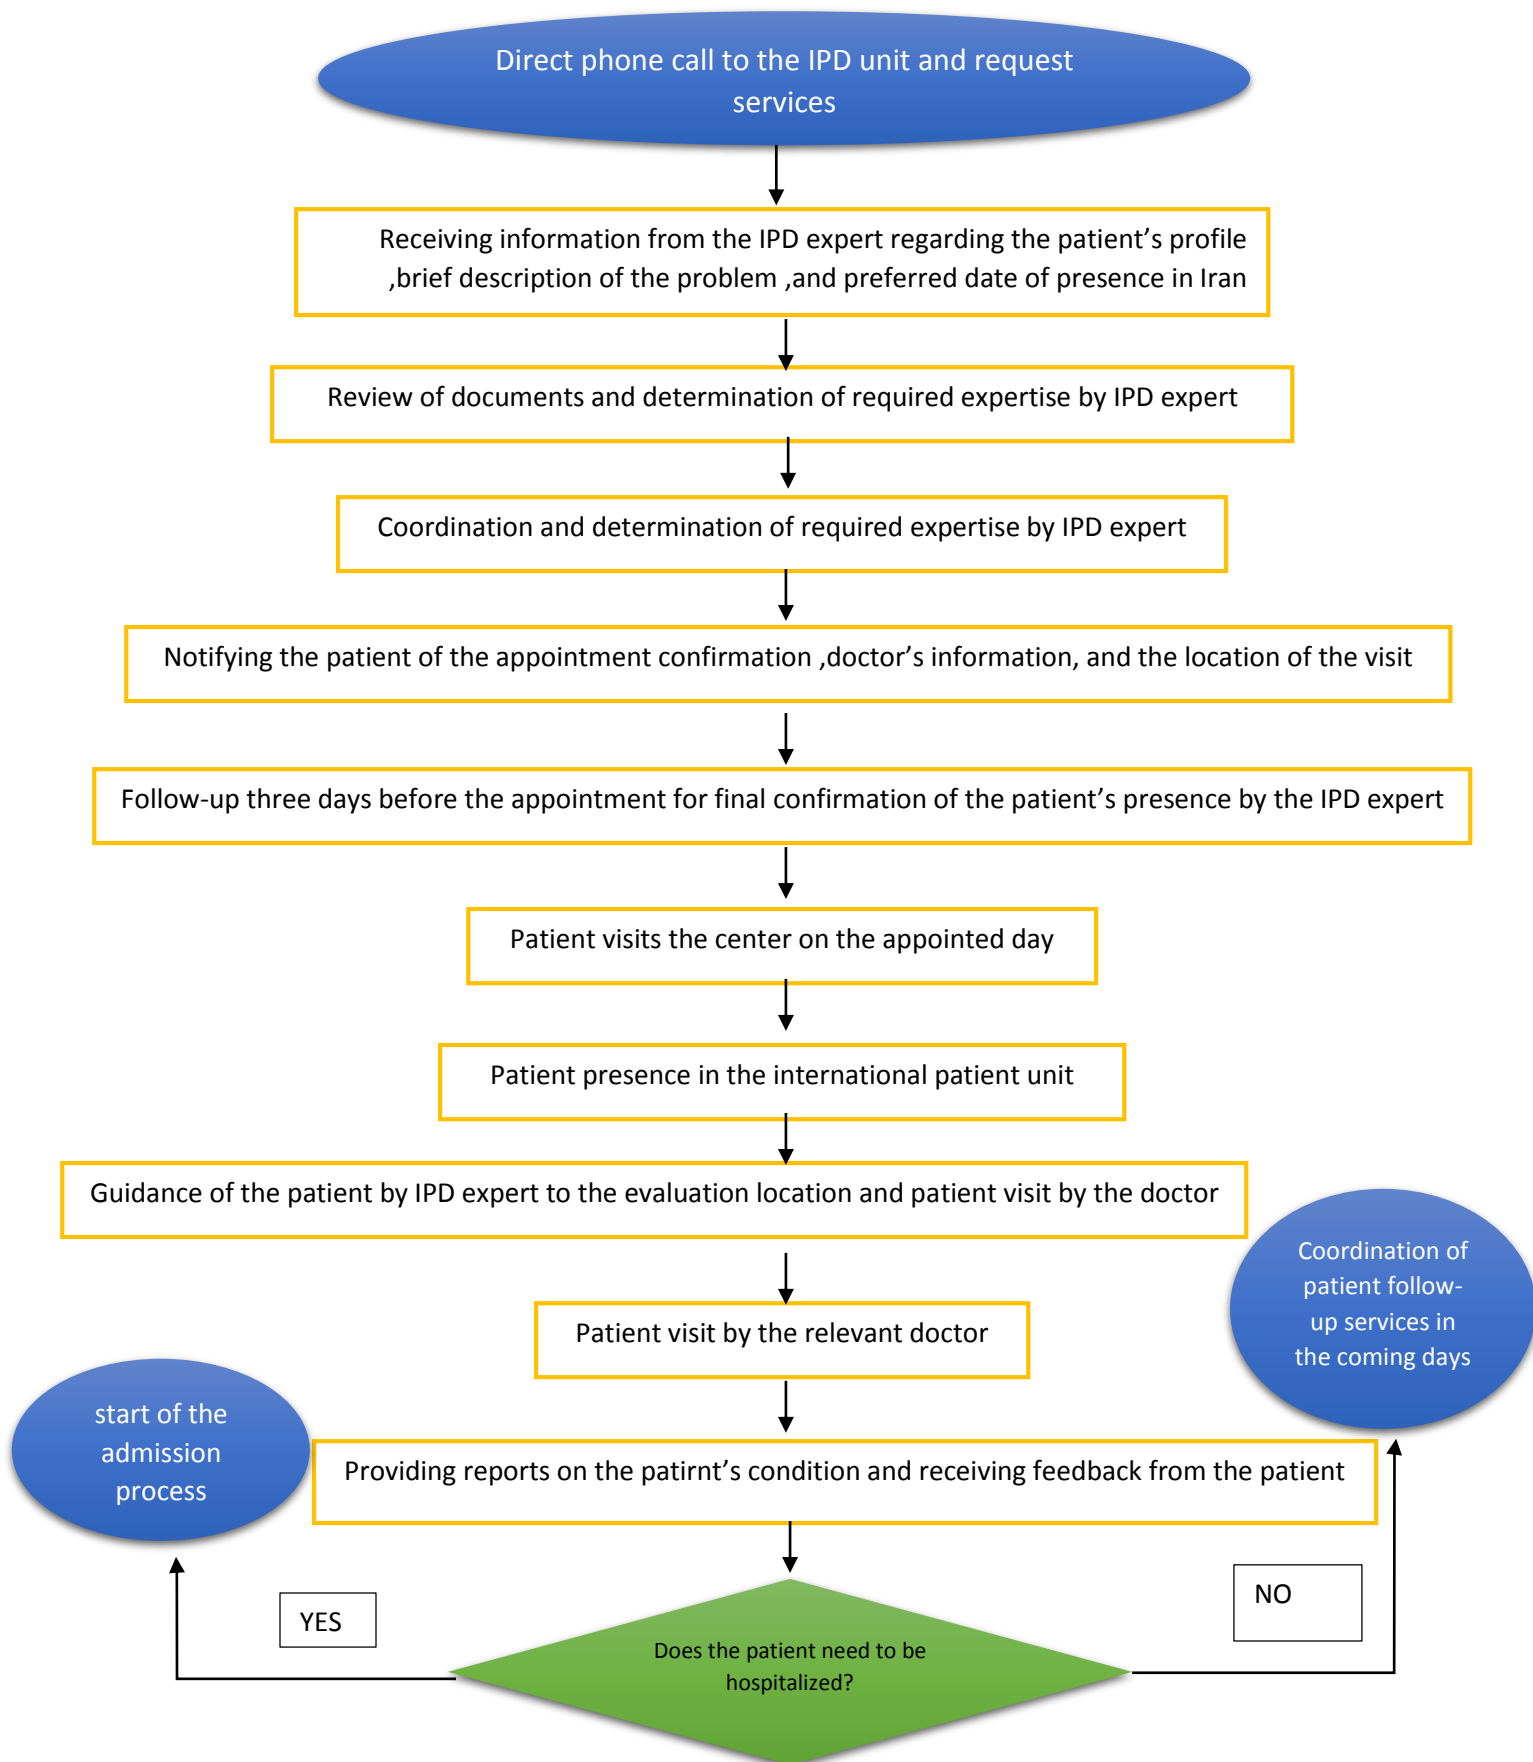 Direct phone call to the IPD unit and request
services
Receiving information from the IPD expert regarding the patient’s profile
,brief description of the problem ,and preferred date of presence in Iran
Review of documents and determination of required expertise by IPD expert
Coordination and determination of required expertise by IPD expert
Notifying the patient of the appointment confirmation ,doctor’s information, and the location of the visit
Follow-up three days before the appointment for final confirmation of the patient’s presence by the IPD expert
Patient visits the center on the appointed day
Patient presence in the international patient unit
Guidance of the patient by IPD expert to the evaluation location and patient visit by the doctor
Coordination of
patient follow-
up services in
the coming days
Patient visit by the relevant doctor
start of the
admission
process
Providing reports on the patirnt’s condition and receiving feedback from the patient
YES
NO
Does the patient need to be
hospitalized?